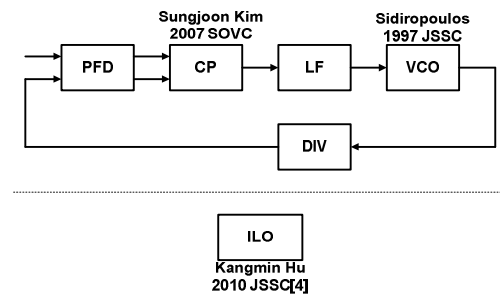 Sungjoon Kim
2007 SOVC
Sidiropoulos
1997 JSSC
PFD
CP
LF
VCO
DIV
ILO
Kangmin Hu
2010 JSSC[4]